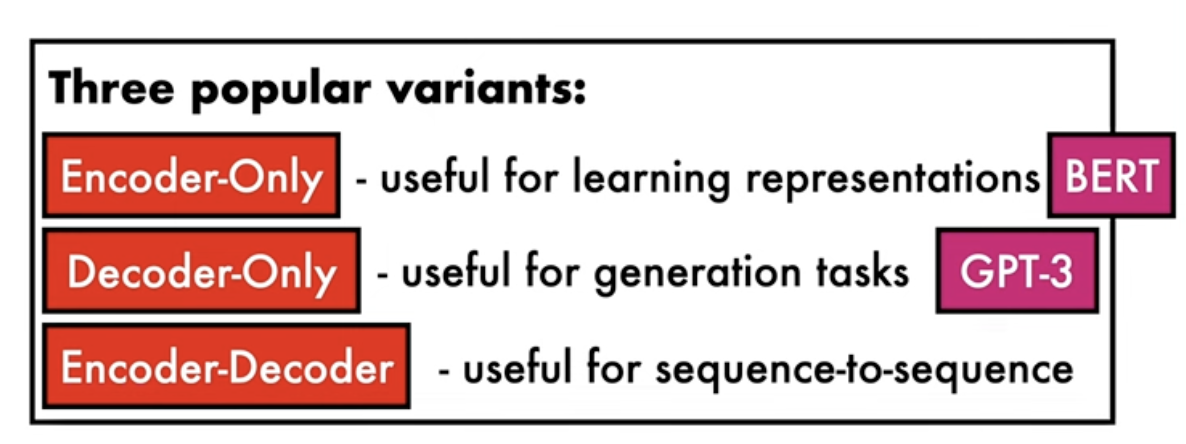 Three popular variants:
Encoder-Only - useful for learning representations BERT
Decoder-Only - useful for generation tasks GPT-3
Encoder-Decoder - useful for sequence-to-sequence